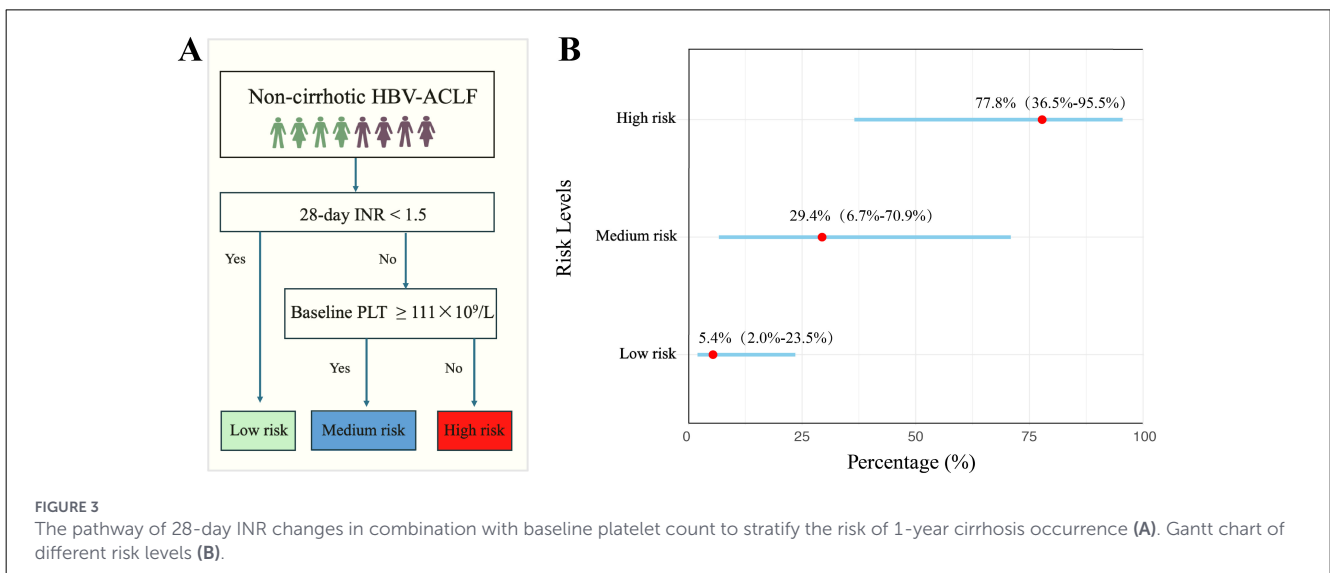 A
Non-cirrhotic HBV-ACLF
28-day INR < 1.5
Yes
No
Baseline PLT ≥ 111×10⁹/L
Yes
No
Low risk
Medium risk
High risk
B
Risk Levels
High risk
77.8%（36.5%-95.5%）
Medium risk
29.4%（6.7%-70.9%）
Low risk
5.4%（2.0%-23.5%）
0 25 50 75 100
Percentage (%)
FIGURE 3
The pathway of 28-day INR changes in combination with baseline platelet count to stratify the risk of 1-year cirrhosis occurrence (A). Gantt chart of
different risk levels (B).